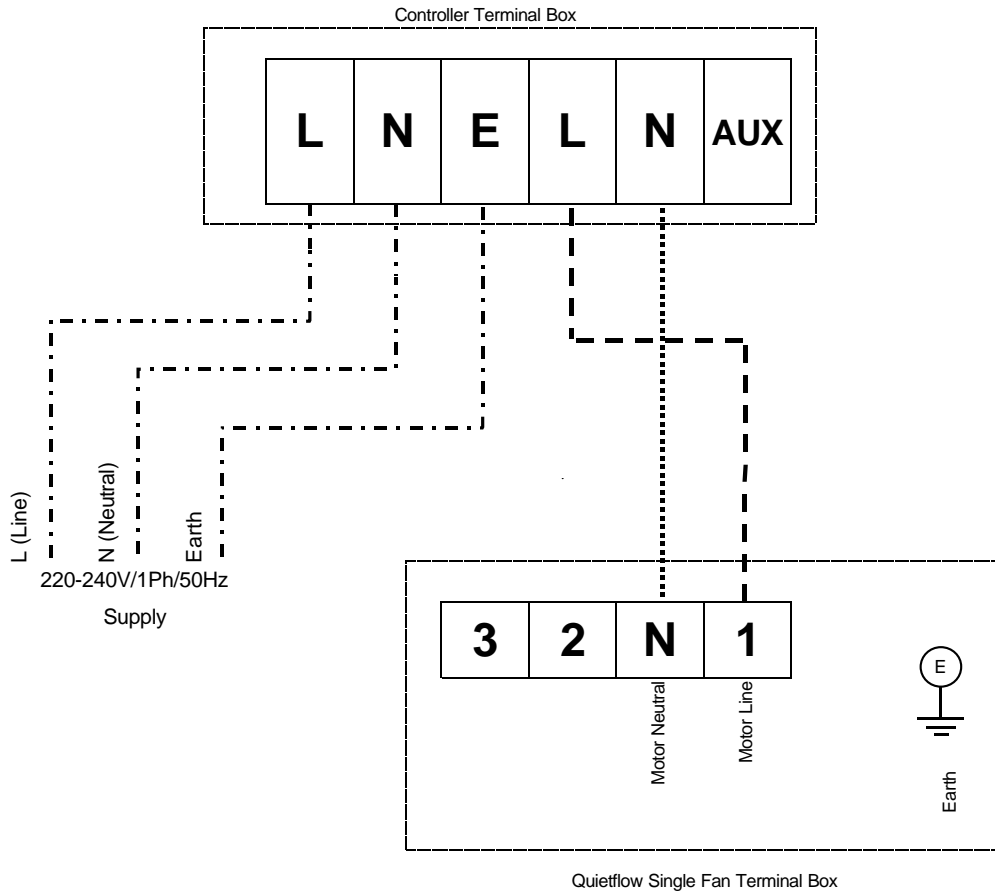 Controller Terminal Box
L N E L N AUX
L (Line)
N (Neutral)
Earth
220-240V/1Ph/50Hz
Supply
3 2 N 1
Motor Neutral
Motor Line
E
Earth
Quietflow Single Fan Terminal Box